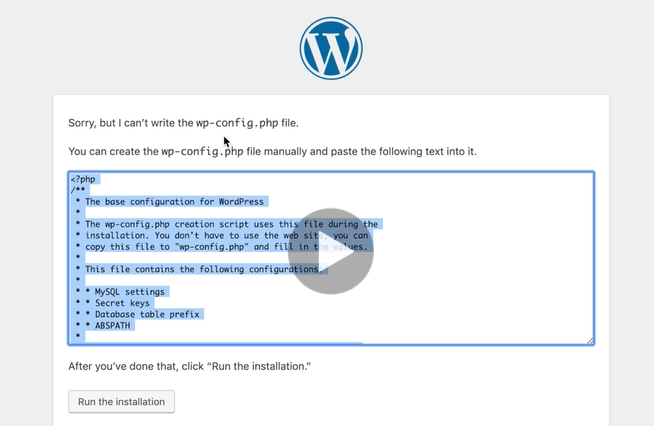 Sorry, but I can’t write the wp-config.php file.
You can create the wp-config.php file manually and paste the following text into it.
<?php
/**
* The base configuration for WordPress
*
* The wp-config.php creation script uses this file during the
* installation. You don't have to use the web site, you can
* copy this file to "wp-config.php" and fill in the values.
*
* This file contains the following configurations:
*
* * MySQL settings
* * Secret keys
* * Database table prefix
* * ABSPATH
*
After you’ve done that, click “Run the installation.”
Run the installation